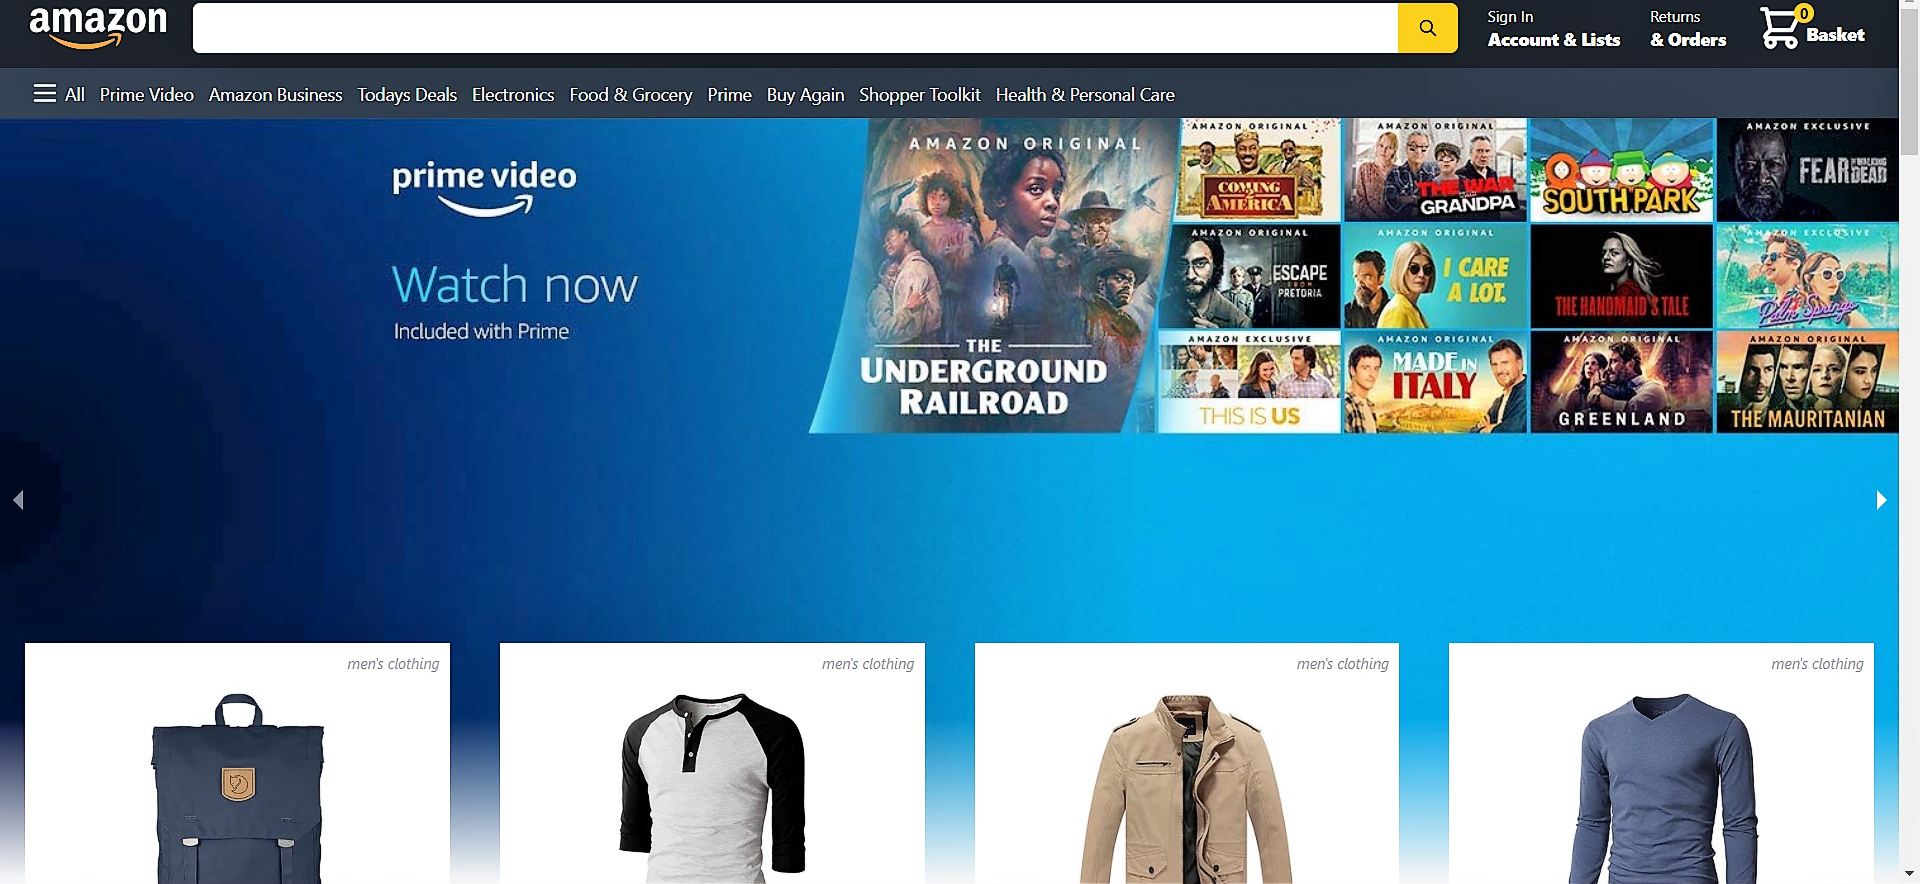 amazon
Sign In
Account & Lists
Returns
& Orders
0
Basket
All Prime Video Amazon Business Todays Deals Electronics Food & Grocery Prime Buy Again Shopper Toolkit Health & Personal Care
prime video
Watch now
Included with Prime
AMAZON ORIGINAL
THE
UNDERGROUND
RAILROAD
AMAZON ORIGINAL
COMING
2
AMERICA
AMAZON ORIGINAL
THE WAR
WITH
GRANDPA
SOUTH PARK
AMAZON EXCLUSIVE
FEAR THE WALKING DEAD
AMAZON ORIGINAL
ESCAPE
FROM
PRETORIA
AMAZON ORIGINAL
I CARE
A LOT.
THE HANDMAID'S TALE
AMAZON EXCLUSIVE
Palm Springs
AMAZON EXCLUSIVE
THIS IS US
AMAZON ORIGINAL
MADE IN
ITALY
AMAZON ORIGINAL
GREENLAND
AMAZON ORIGINAL
THE MAURITANIAN
men's clothing
men's clothing
men's clothing
men's clothing